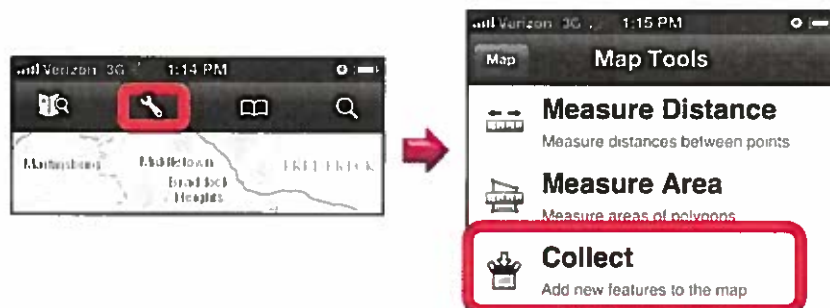 Verizon 3G 1:14 PM
Martinsburg
Middletown
Braddock
Heights
FREDERICK
Verizon 3G 1:15 PM
Map
Map Tools
Measure Distance
Measure distances between points
Measure Area
Measure areas of polygons
Collect
Add new features to the map